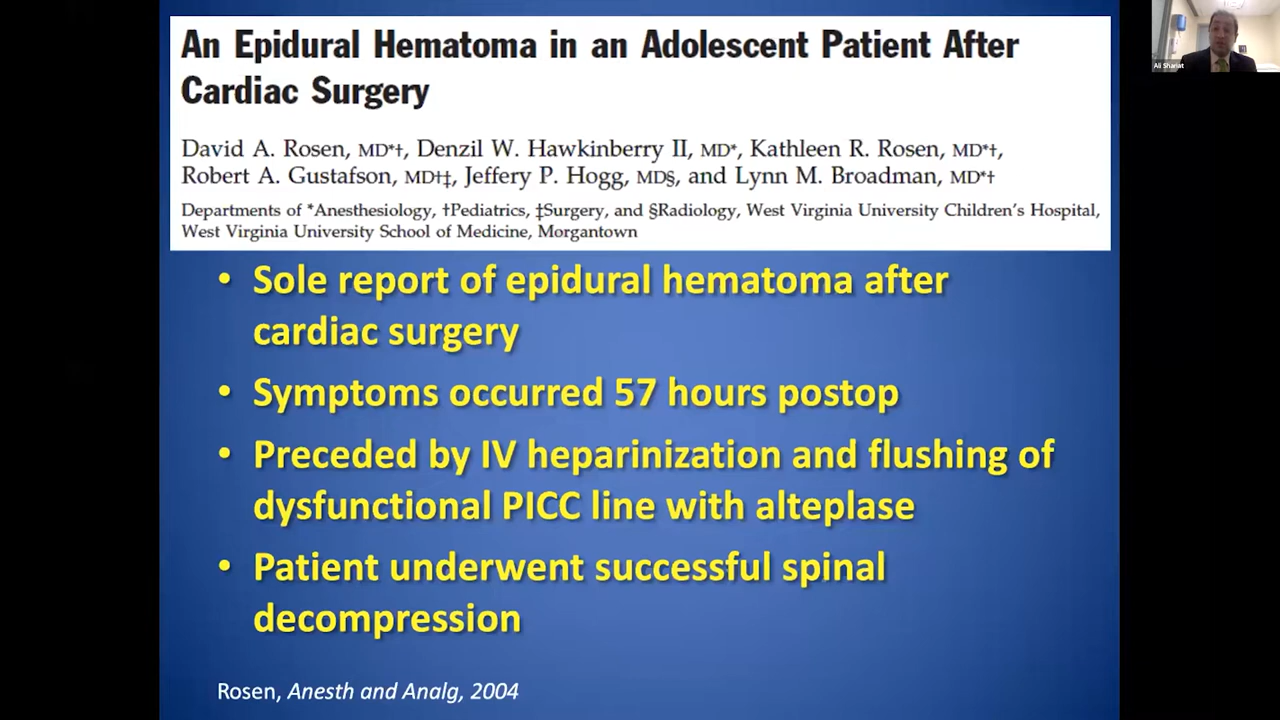 An Epidural Hematoma in an Adolescent Patient After
Cardiac Surgery
David A. Rosen, MD*†, Denzil W. Hawkinberry II, MD*, Kathleen R. Rosen, MD*†,
Robert A. Gustafson, MD†‡, Jeffery P. Hogg, MD§, and Lynn M. Broadman, MD*†
Departments of *Anesthesiology, †Pediatrics, ‡Surgery, and §Radiology, West Virginia University Children's Hospital,
West Virginia University School of Medicine, Morgantown
• Sole report of epidural hematoma after
cardiac surgery
• Symptoms occurred 57 hours postop
• Preceded by IV heparinization and flushing of
dysfunctional PICC line with alteplase
• Patient underwent successful spinal
decompression
Rosen, Anesth and Analg, 2004
Ali Shariat